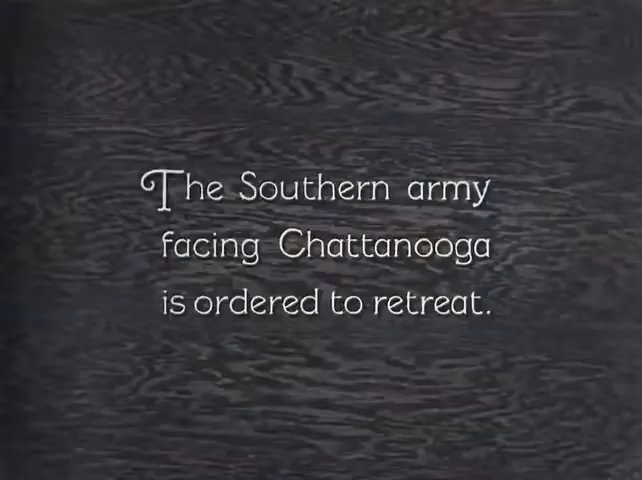 The Southern army
facing Chattanooga
is ordered to retreat.